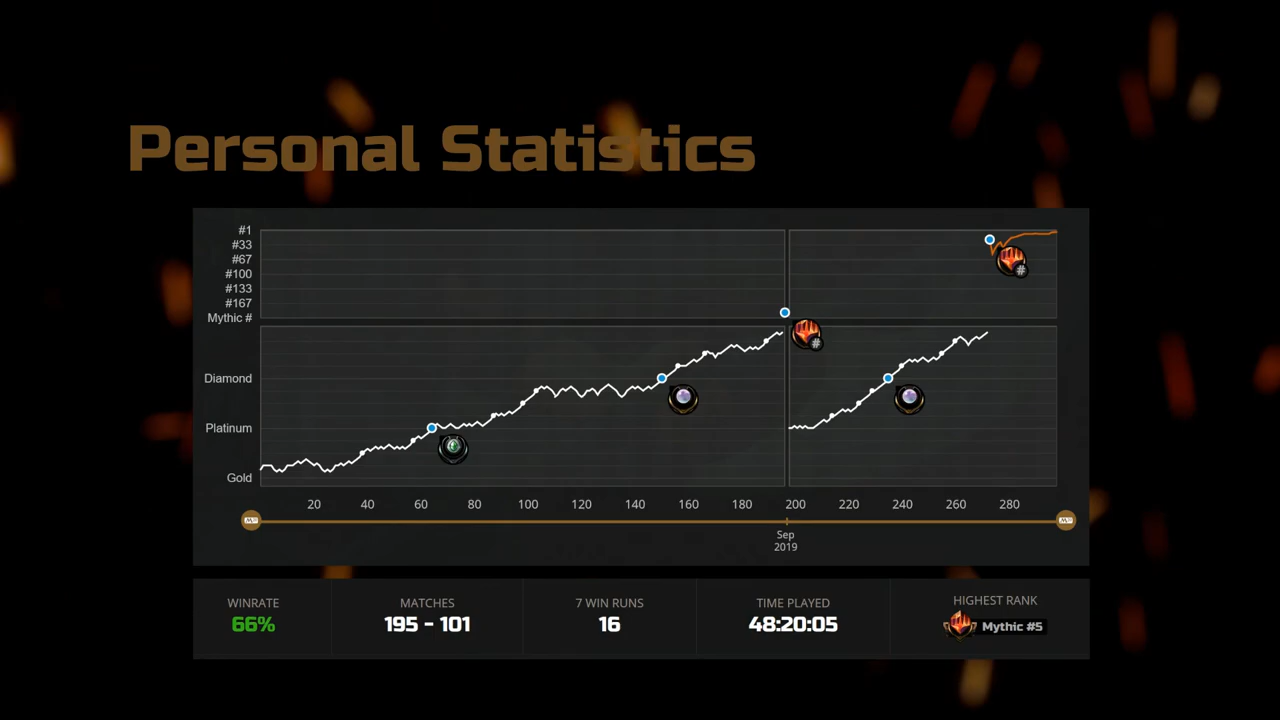 Personal Statistics
#1
#33
#67
#100
#133
#167
Mythic #
Diamond
Platinum
Gold
#
#
20 40 60 80 100 120 140 160 180 200 220 240 260 280
Sep
2019
WINRATE MATCHES 7 WIN RUNS TIME PLAYED HIGHEST RANK
66% 195 - 101 16 48:20:05 Mythic #5